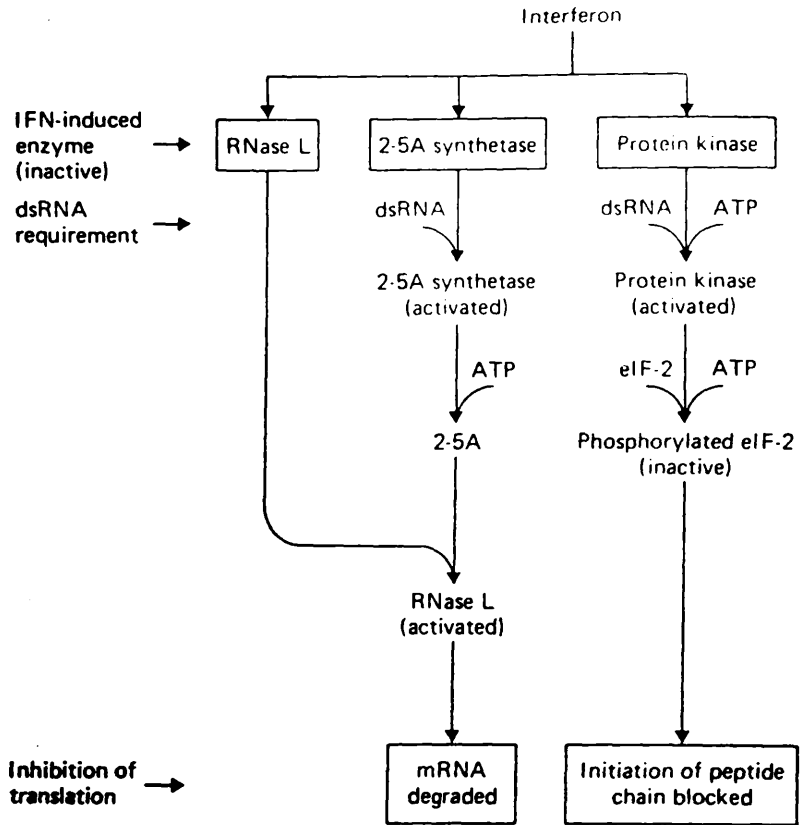 Interferon
IFN-induced
enzyme
(inactive)
RNase L
2-5A synthetase
Protein kinase
dsRNA
requirement
dsRNA
dsRNA
ATP
2-5A synthetase
(activated)
Protein kinase
(activated)
ATP
eIF-2
ATP
2-5A
Phosphorylated eIF-2
(inactive)
RNase L
(activated)
Inhibition of
translation
mRNA
degraded
Initiation of peptide
chain blocked